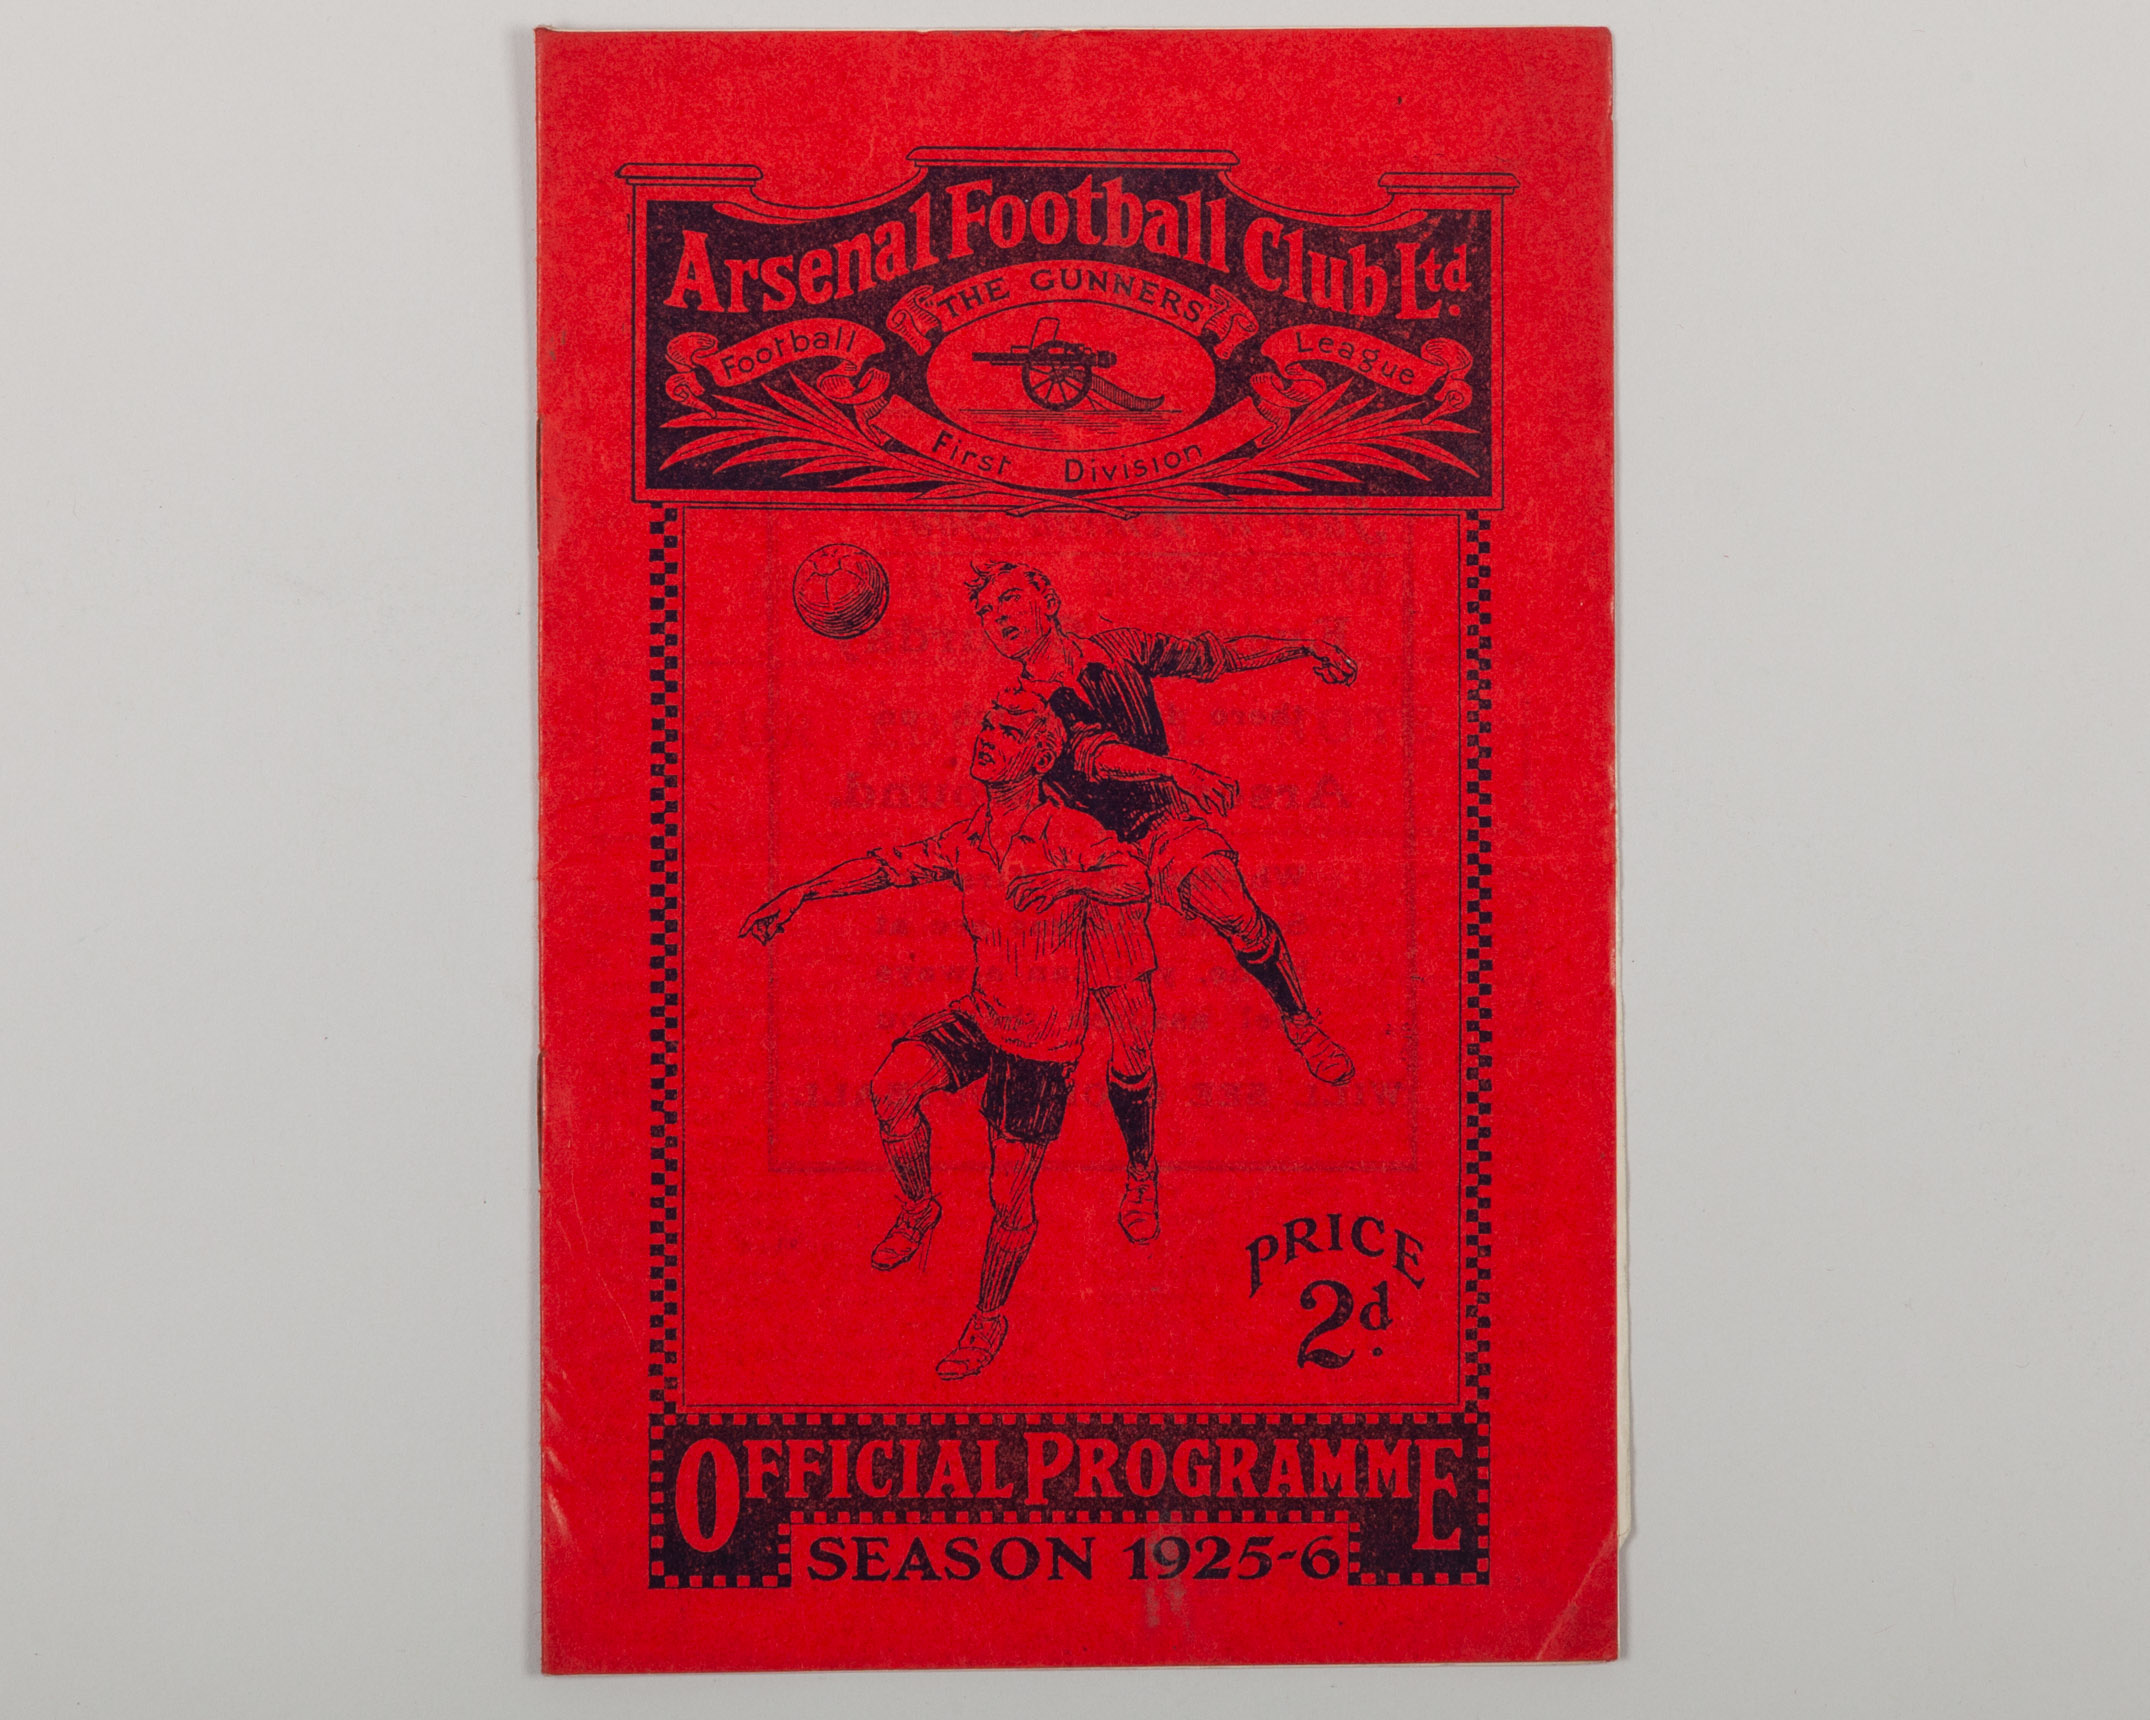 Arsenal Football Club Ltd.
"THE GUNNERS"
Football League
First Division
PRICE
2d.
OFFICIAL PROGRAMME
SEASON 1925-6